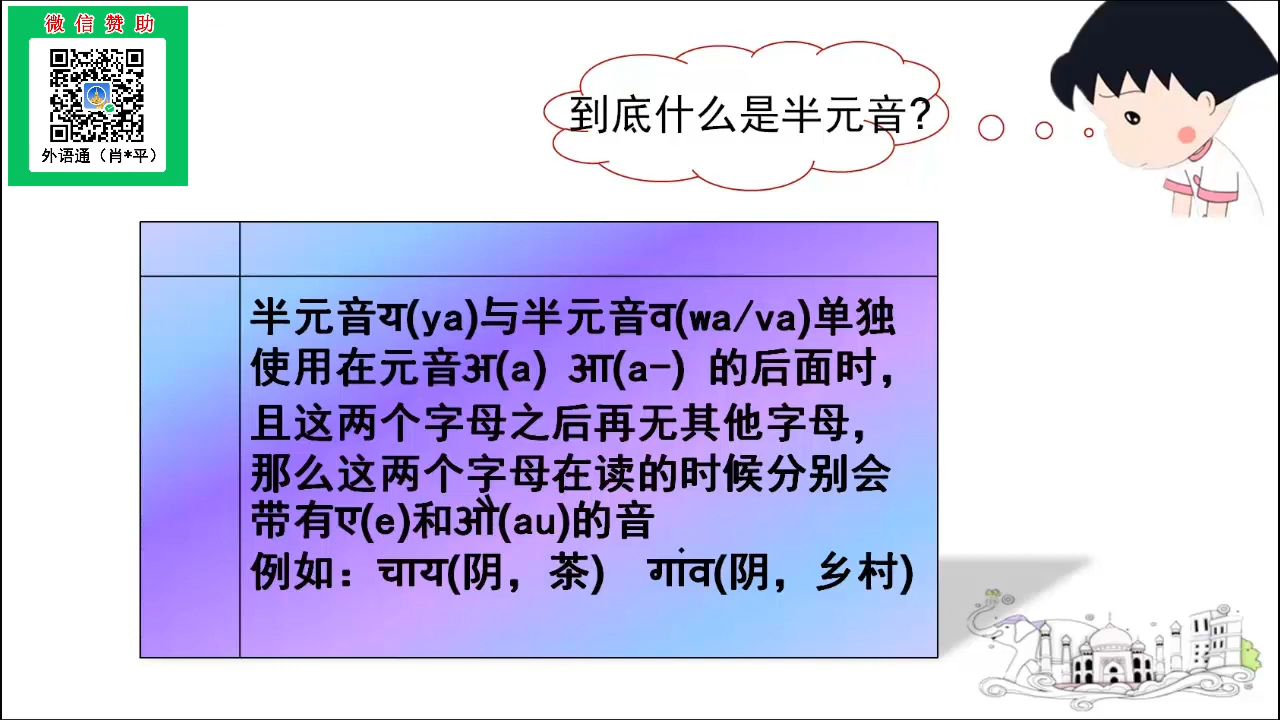 微信赞助
外语通（肖*平）
到底什么是半元音?
半元音य(ya)与半元音व(wa/va)单独
使用在元音अ(a) आ(a-) 的后面时，
且这两个字母之后再无其他字母，
那么这两个字母在读的时候分别会
带有ए(e)和औ(au)的音
例如：चाय(阴，茶) गांव(阴，乡村)